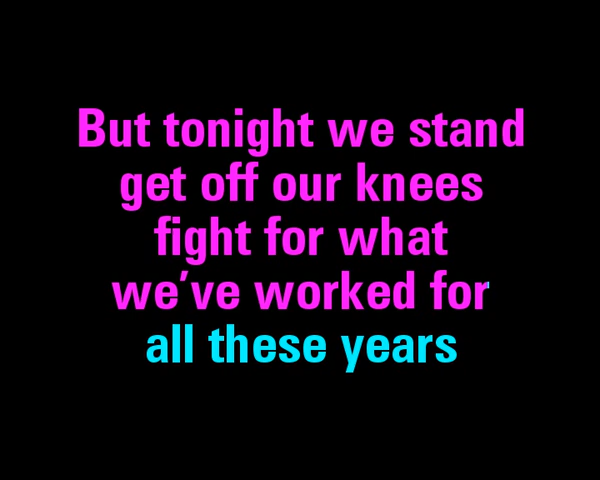 But tonight we stand
get off our knees
fight for what
we've worked for
all these years